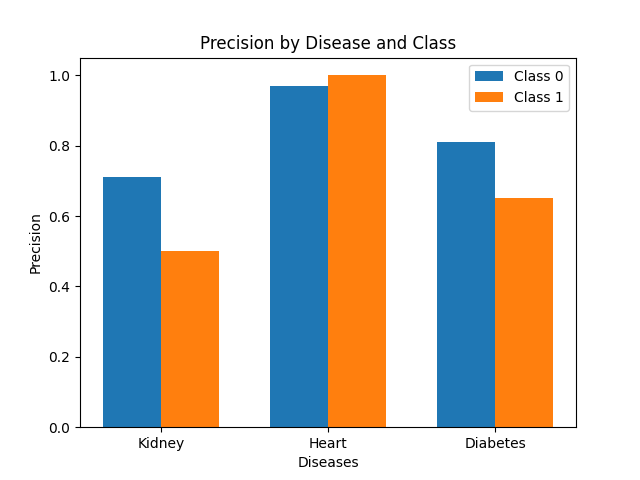 Precision by Disease and Class
Class 0
Class 1
1.0
0.8
0.6
0.4
0.2
0.0
Precision
Kidney
Heart
Diabetes
Diseases